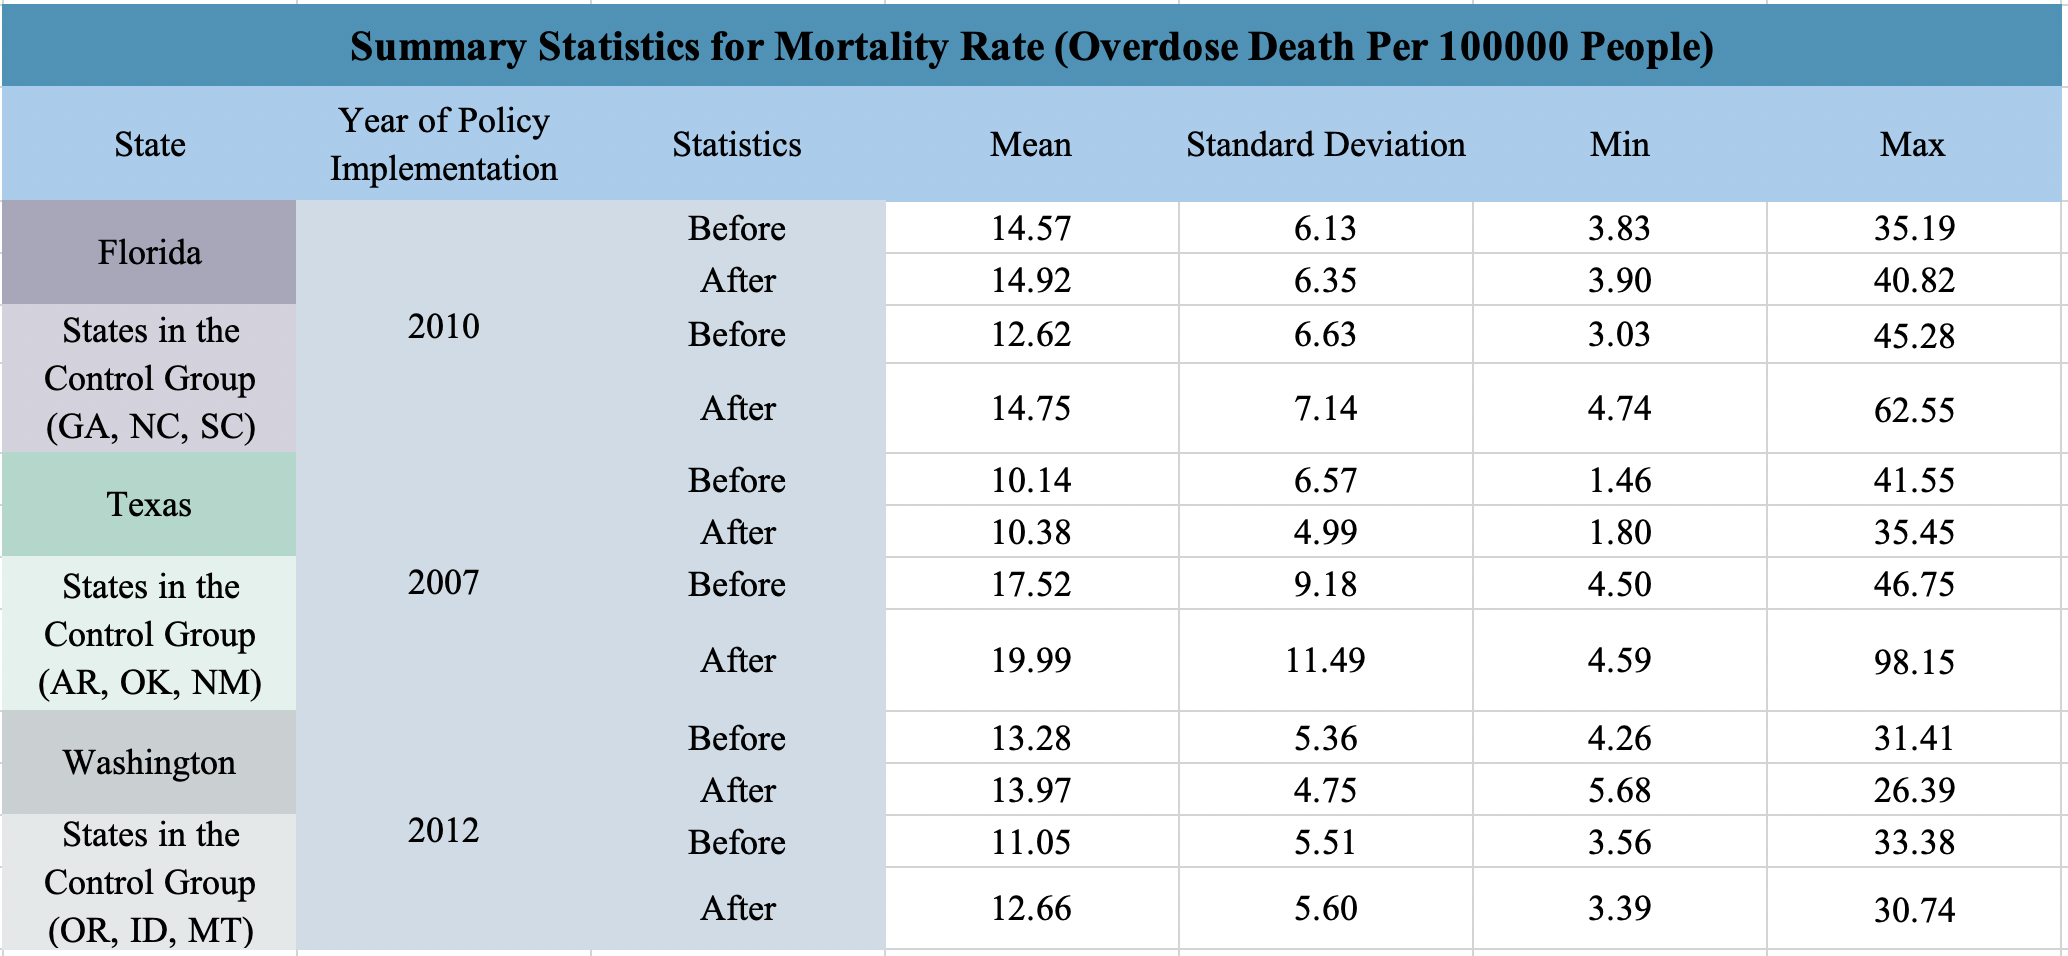 Summary Statistics for Mortality Rate (Overdose Death Per 100000 People)
State
Year of Policy
Implementation
Statistics
Mean
Standard Deviation
Min
Max
Florida
2010
Before 14.57 6.13 3.83 35.19
After 14.92 6.35 3.90 40.82
States in the
Control Group
(GA, NC, SC)
Before 12.62 6.63 3.03 45.28
After 14.75 7.14 4.74 62.55
Texas
2007
Before 10.14 6.57 1.46 41.55
After 10.38 4.99 1.80 35.45
States in the
Control Group
(AR, OK, NM)
Before 17.52 9.18 4.50 46.75
After 19.99 11.49 4.59 98.15
Washington
2012
Before 13.28 5.36 4.26 31.41
After 13.97 4.75 5.68 26.39
States in the
Control Group
(OR, ID, MT)
Before 11.05 5.51 3.56 33.38
After 12.66 5.60 3.39 30.74